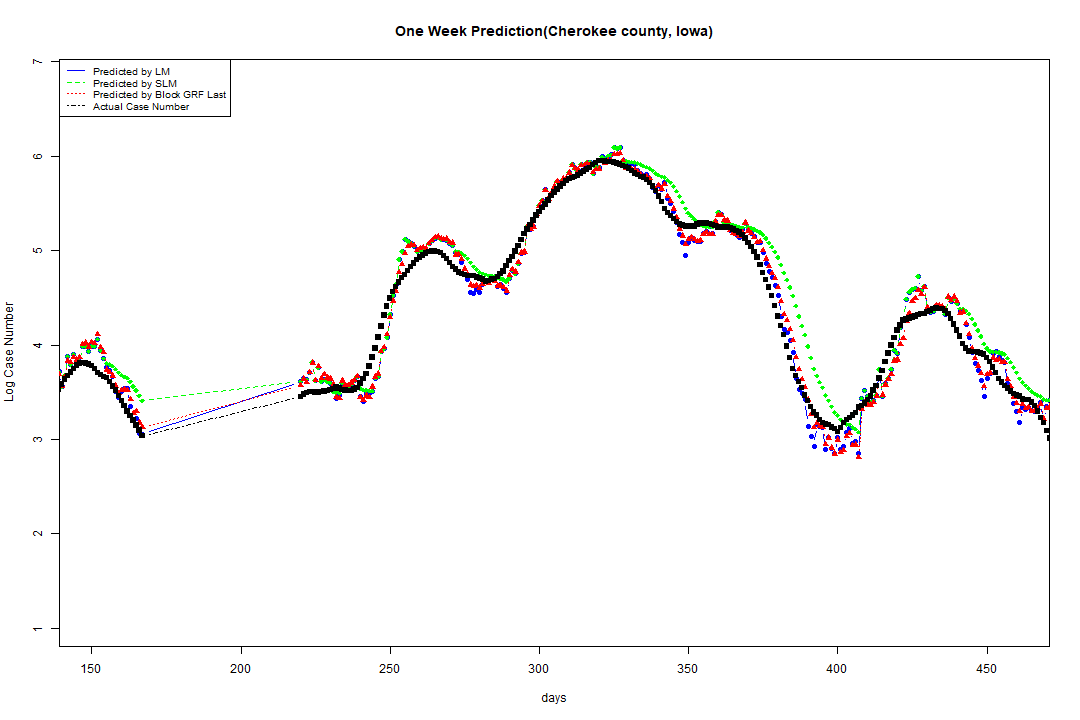 One Week Prediction(Cherokee county, Iowa)
Predicted by LM
Predicted by SLM
Predicted by Block GRF Last
Actual Case Number
7
6
5
4
3
2
1
Log Case Number
150 200 250 300 350 400 450
days